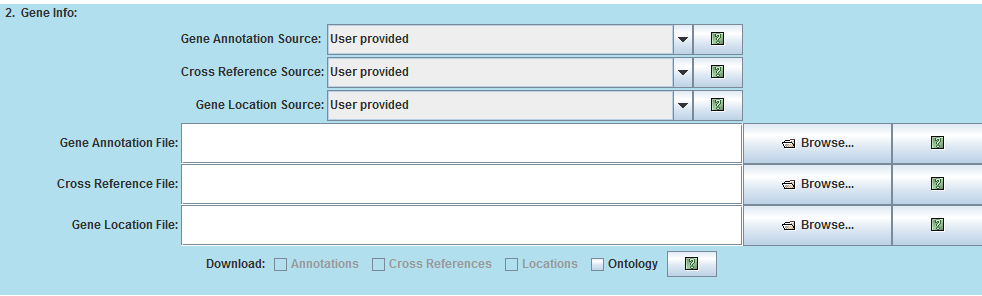 2. Gene Info:
Gene Annotation Source: User provided
Cross Reference Source: User provided
Gene Location Source: User provided
Gene Annotation File: Browse...
Cross Reference File: Browse...
Gene Location File: Browse...
Download: Annotations Cross References Locations Ontology